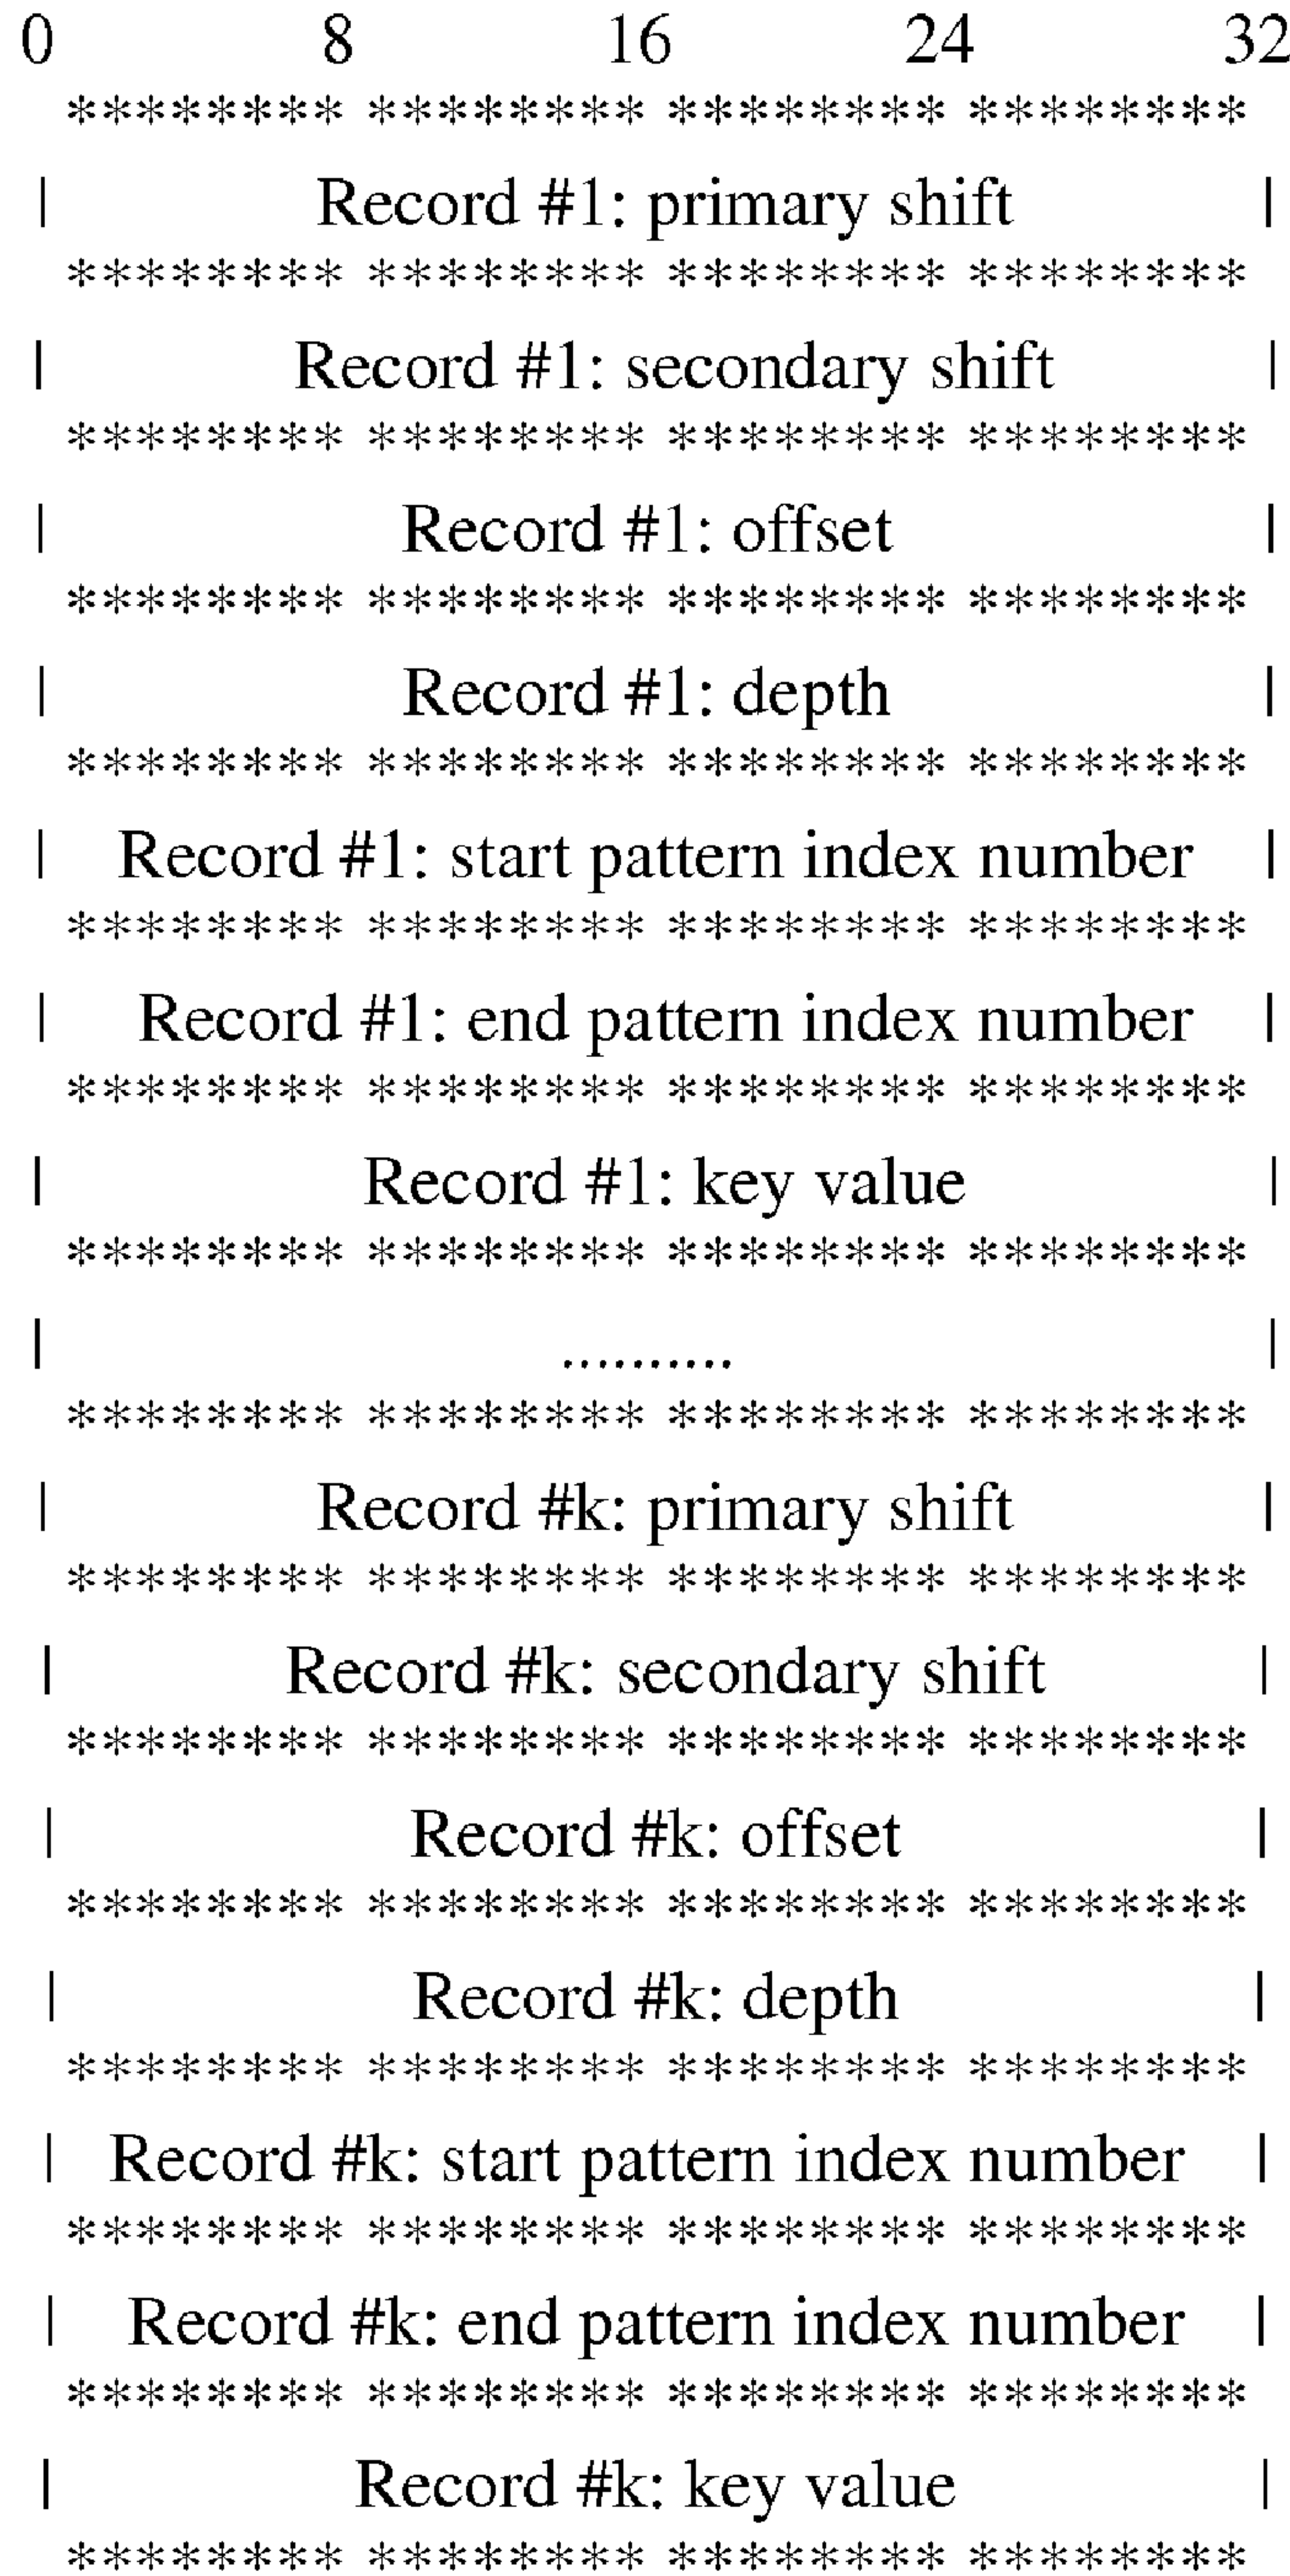 0 8 16 24 32
******** ******** ******** ********
| Record #1: primary shift |
******** ******** ******** ********
| Record #1: secondary shift |
******** ******** ******** ********
| Record #1: offset |
******** ******** ******** ********
| Record #1: depth |
******** ******** ******** ********
| Record #1: start pattern index number |
******** ******** ******** ********
| Record #1: end pattern index number |
******** ******** ******** ********
| Record #1: key value |
******** ******** ******** ********
| .......... |
******** ******** ******** ********
| Record #k: primary shift |
******** ******** ******** ********
| Record #k: secondary shift |
******** ******** ******** ********
| Record #k: offset |
******** ******** ******** ********
| Record #k: depth |
******** ******** ******** ********
| Record #k: start pattern index number |
******** ******** ******** ********
| Record #k: end pattern index number |
******** ******** ******** ********
| Record #k: key value |
******** ******** ******** ********